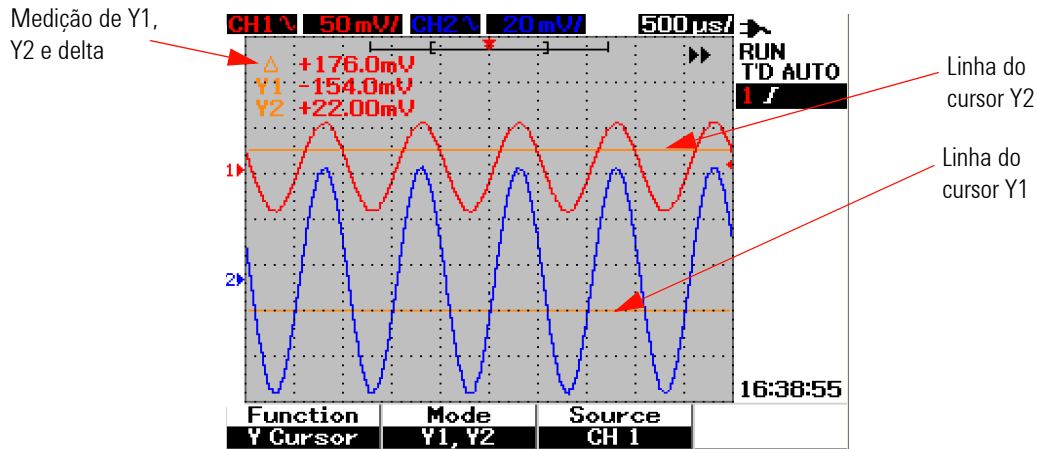 Medição de Y1,
Y2 e delta
CH1 ∿ 50 mV/ CH2 ∿ 20 mV/ 500 µs/
RUN
T'D AUTO
1
Δ +176.0mV
Y1 -154.0mV
Y2 +22.00mV
Linha do
cursor Y2
Linha do
cursor Y1
1
2
16:38:55
Function Mode Source
Y Cursor Y1, Y2 CH 1